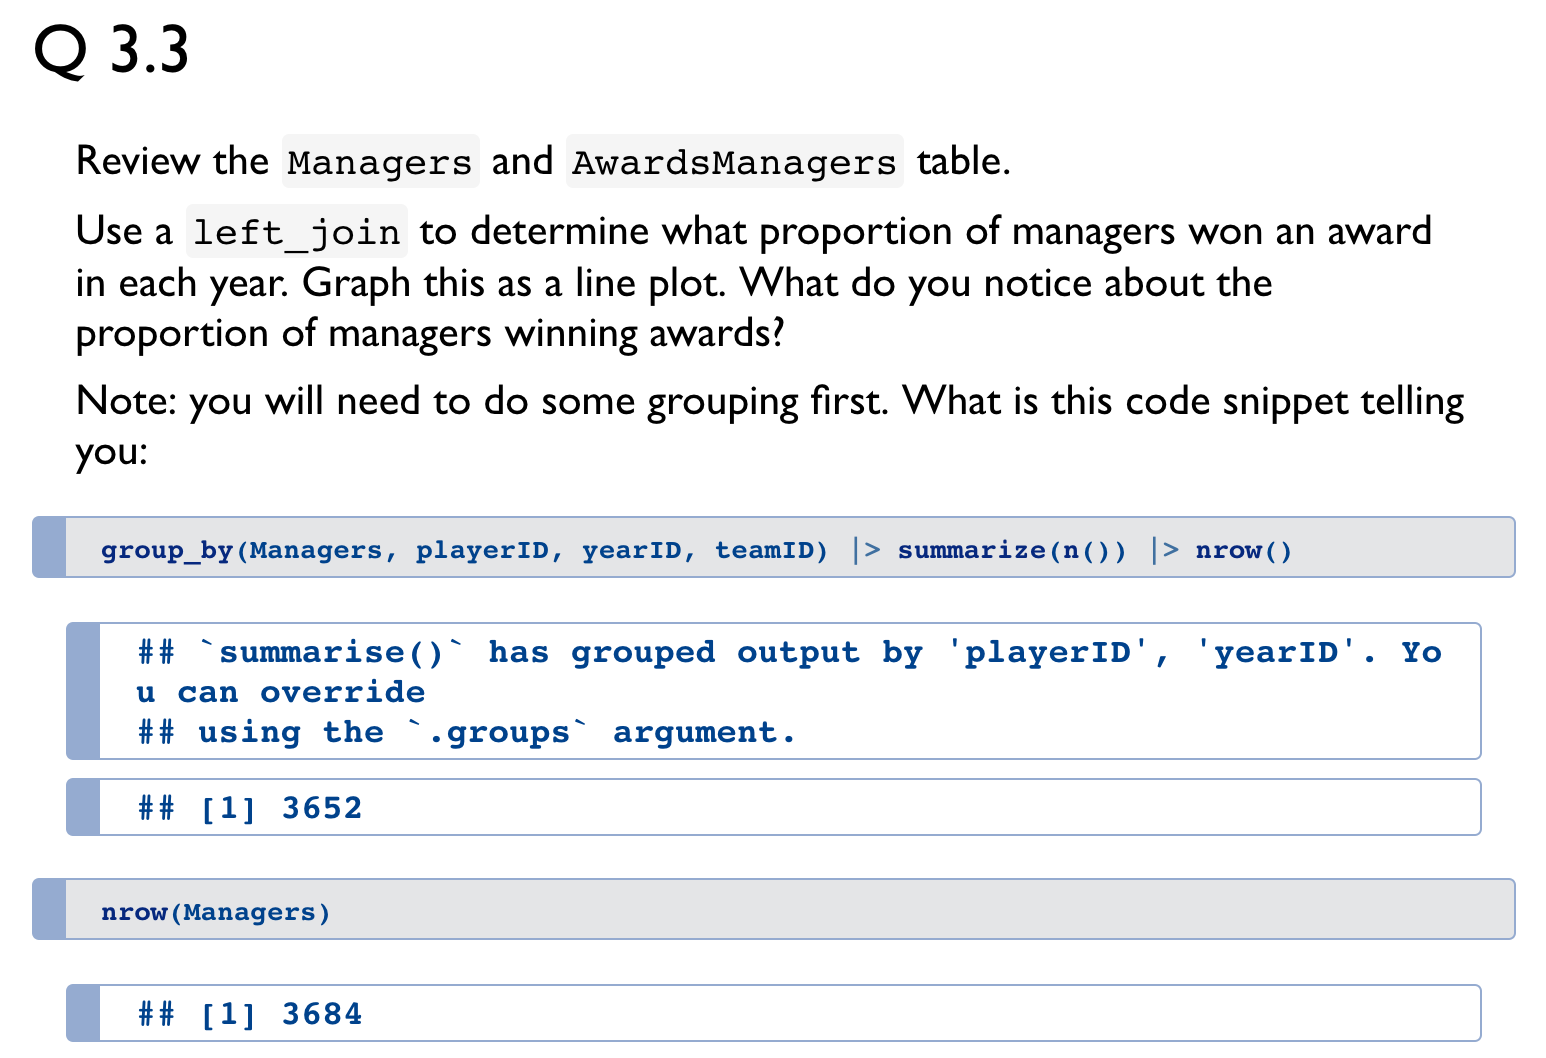 Q 3.3
Review the Managers and AwardsManagers table.
Use a left_join to determine what proportion of managers won an award
in each year. Graph this as a line plot. What do you notice about the
proportion of managers winning awards?
Note: you will need to do some grouping first. What is this code snippet telling
you:
group_by(Managers, playerID, yearID, teamID) |> summarize(n()) |> nrow()
## `summarise()` has grouped output by 'playerID', 'yearID'. Yo
u can override
## using the `.groups` argument.
## [1] 3652
nrow(Managers)
## [1] 3684